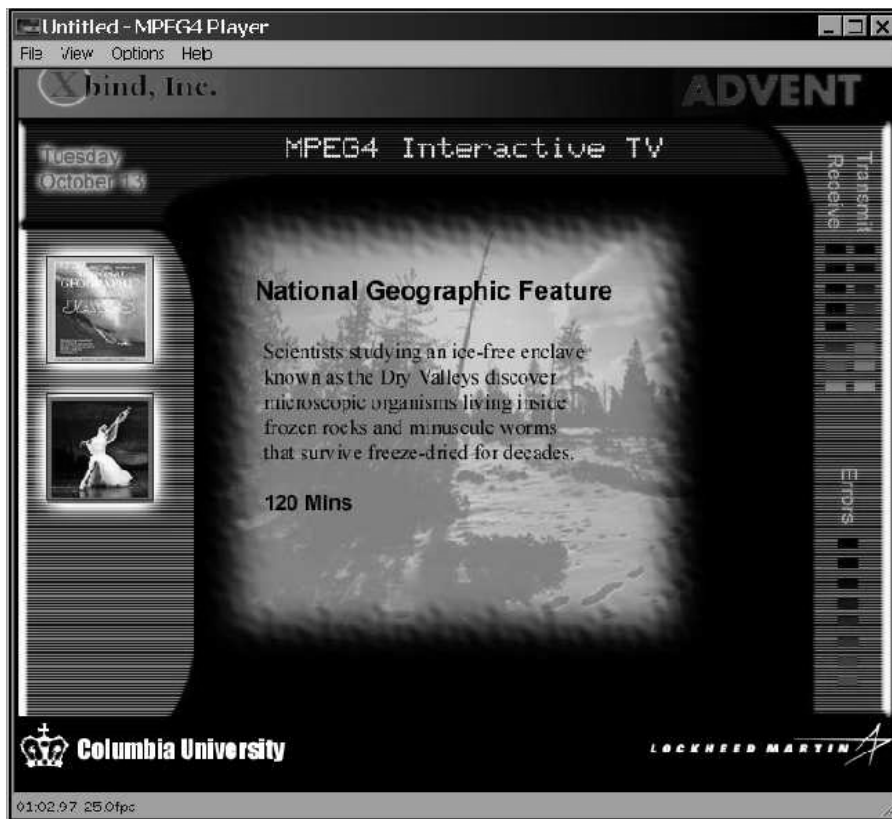 Untitled - MPEG4 Player
File View Options Help
Xbind, Inc.
ADVENT
MPEG4 Interactive TV
Tuesday
October 13
Transmit
Receive
NATIONAL
GEOGRAPHIC
National Geographic Feature
Scientists studying an ice-free enclave
known as the Dry Valleys discover
microscopic organisms living inside
frozen rocks and minuscule worms
that survive freeze-dried for decades.
120 Mins
Errors
Columbia University
LOCKHEED MARTIN
01:02.97 25.0fpc